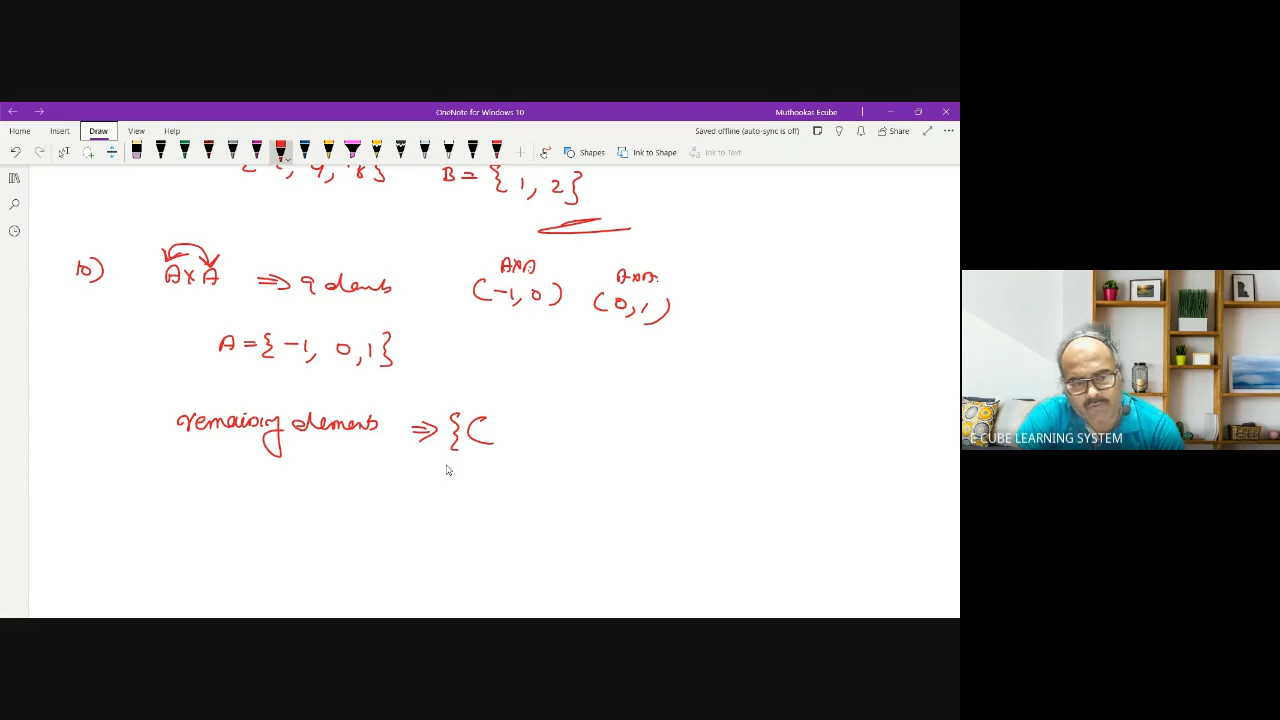 OneNote for Windows 10
Muthookas Ecube
Home Insert Draw View Help
Saved offline (auto-sync is off) Share
Shapes Ink to Shape Ink to Text
B = { 1, 2}
10) A×A ⇒ 9 elements
A×A (-1, 0)
A×A (0, 1)
A = { -1, 0, 1}
remaining elements ⇒ { (
E CUBE LEARNING SYSTEM